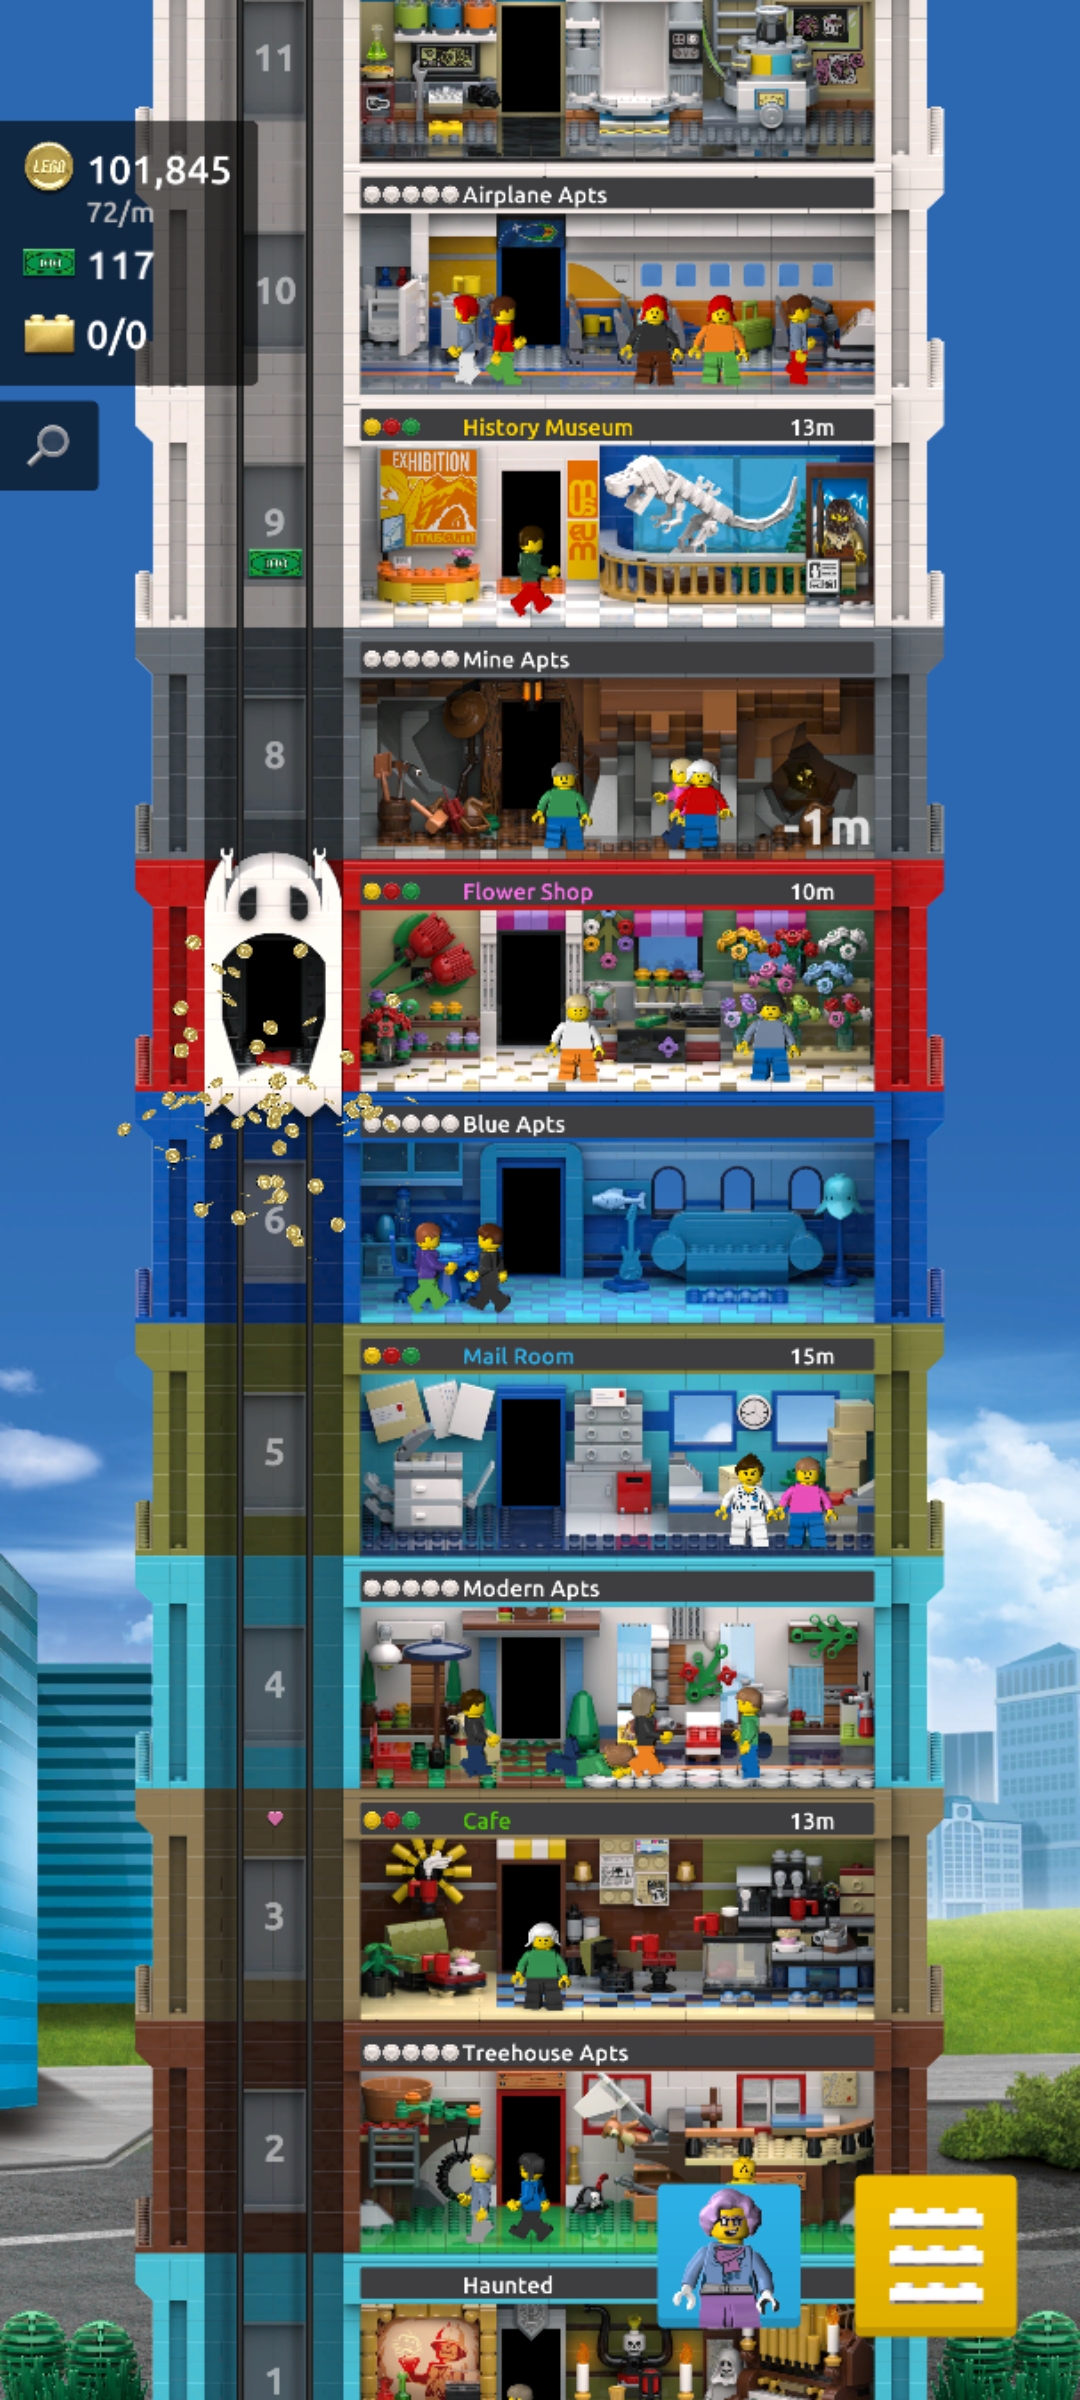 11
LEGO 101,845
72/m
117
0/0
Airplane Apts
10
History Museum 13m
EXHIBITION
museum
museum
9
Mine Apts
8
-1m
Flower Shop 10m
Blue Apts
6
Mail Room 15m
5
Modern Apts
4
Cafe 13m
3
Treehouse Apts
2
Haunted
1